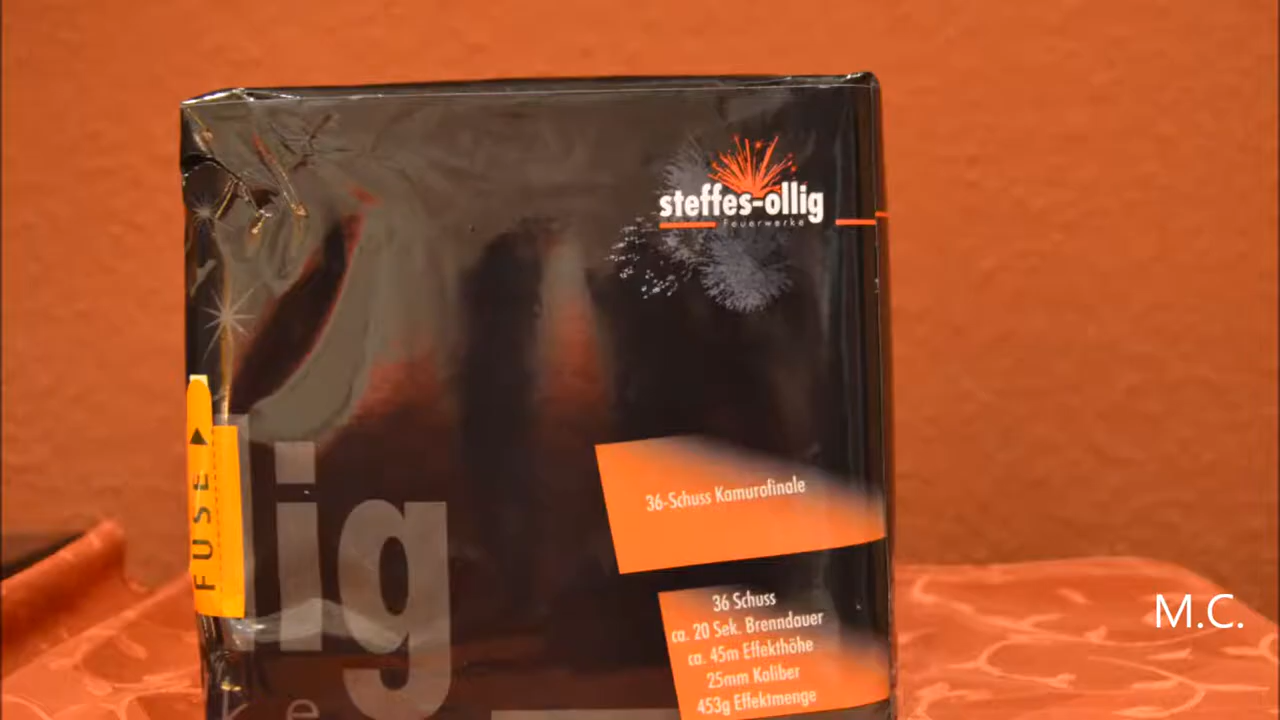 steffes-ollig
Feuerwerke
36-Schuss Kamurofinale
36 Schuss
ca. 20 Sek. Brenndauer
ca. 45m Effekthöhe
25mm Kaliber
453g Effektmenge
FUSE
lig
ke
M.C.